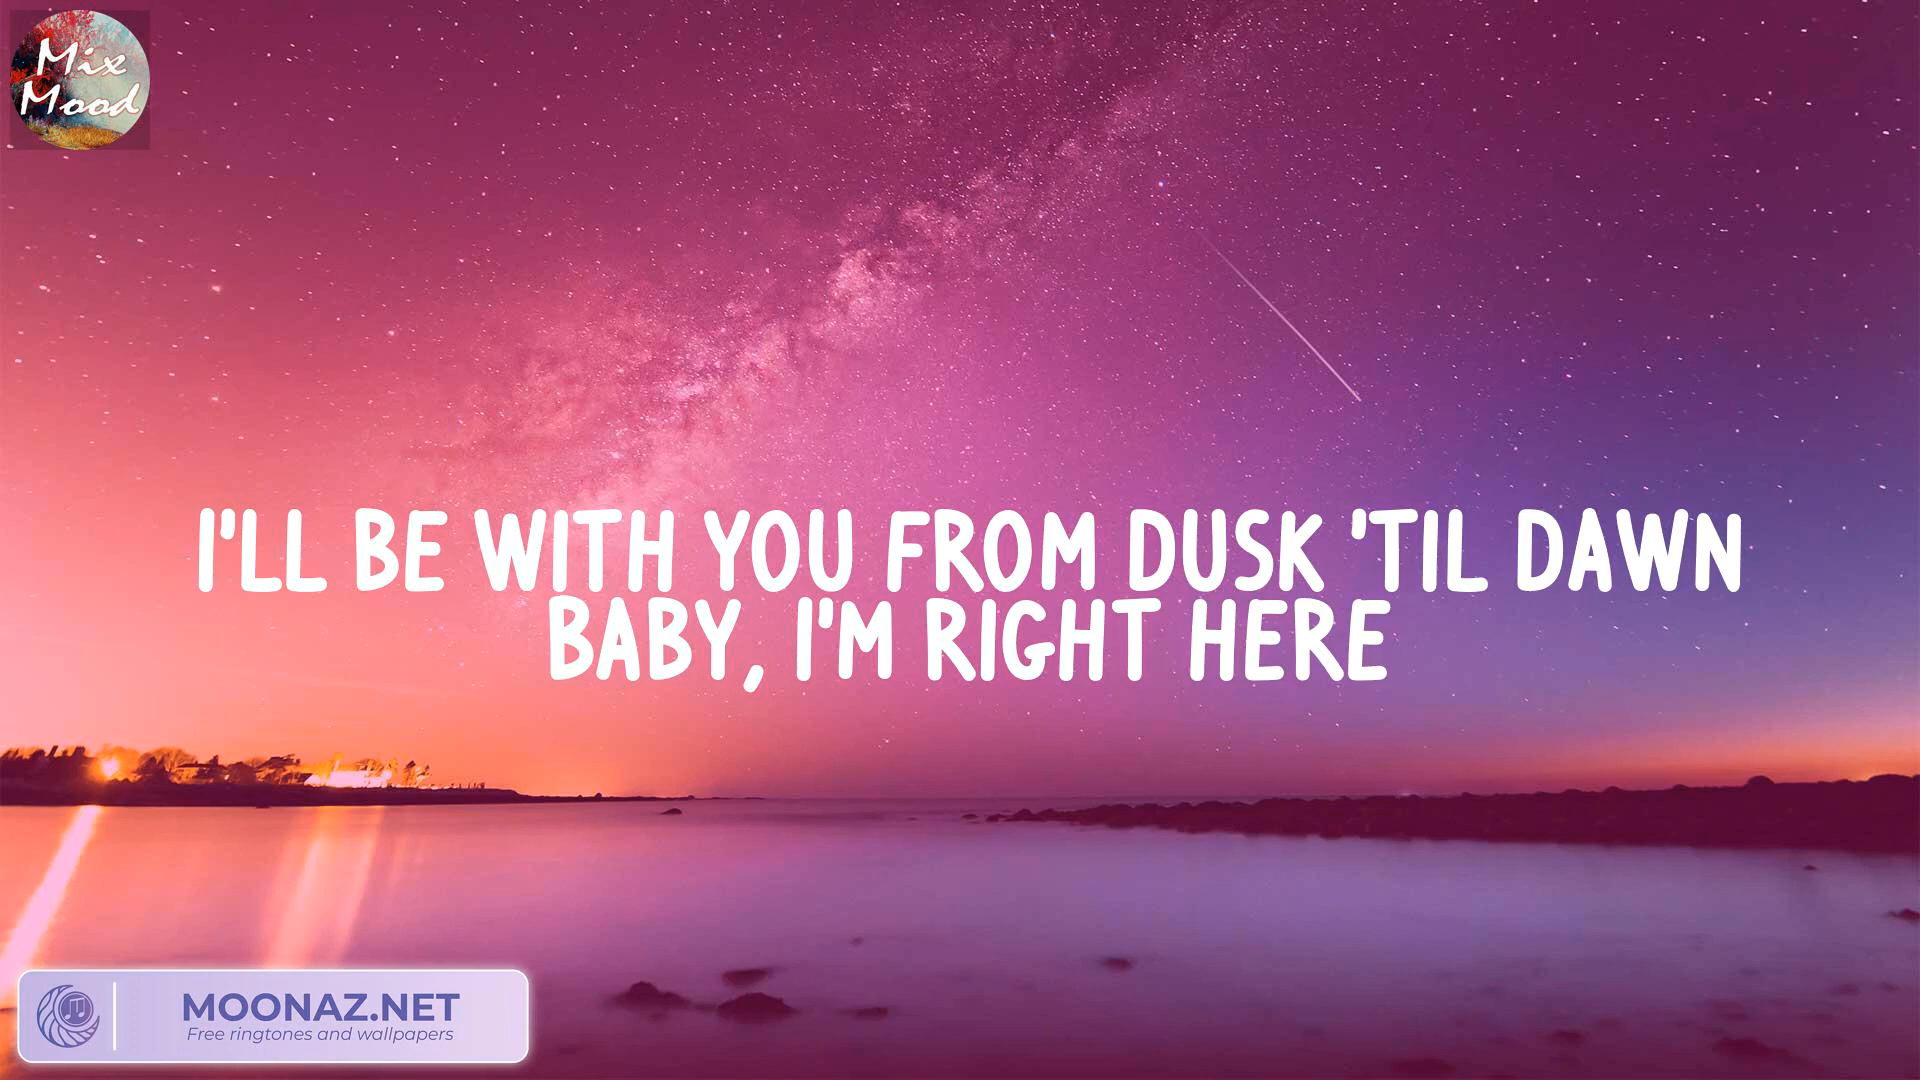 Mix
Mood
I'LL BE WITH YOU FROM DUSK 'TIL DAWN
BABY, I'M RIGHT HERE
MOONAZ.NET
Free ringtones and wallpapers